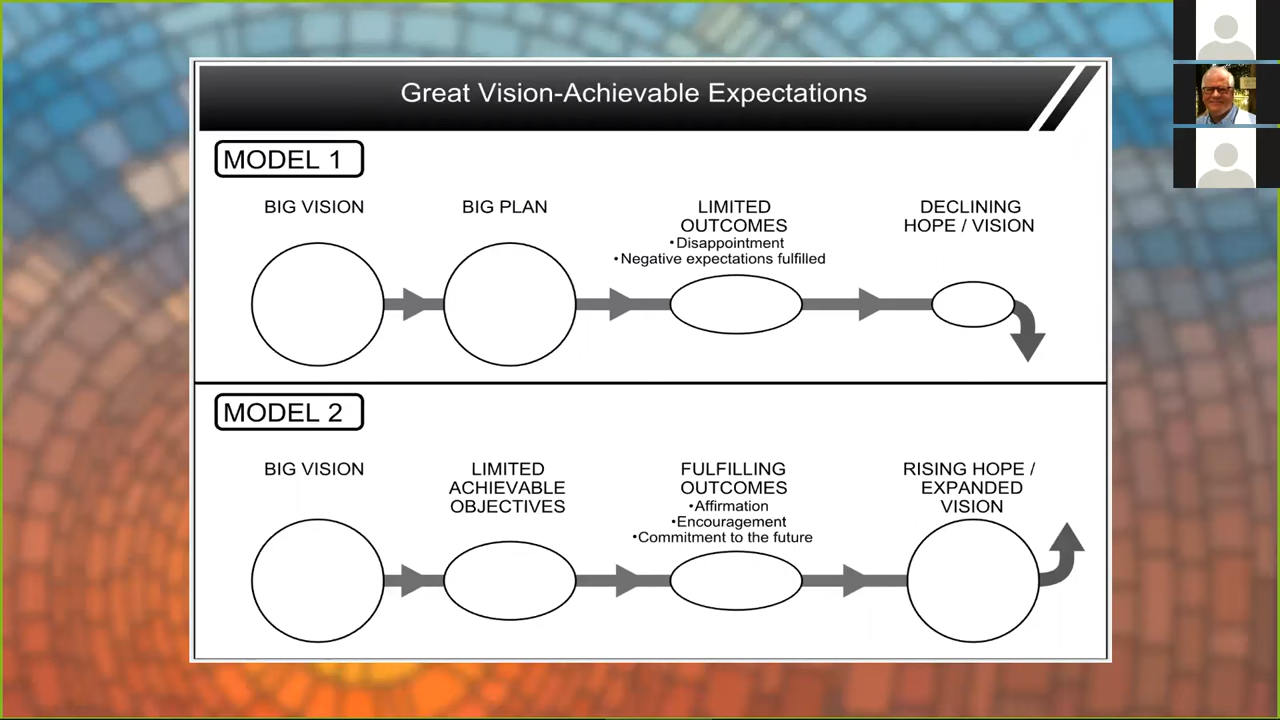 Great Vision-Achievable Expectations
MODEL 1
BIG VISION
BIG PLAN
LIMITED
OUTCOMES
•Disappointment
•Negative expectations fulfilled
DECLINING
HOPE / VISION
MODEL 2
BIG VISION
LIMITED
ACHIEVABLE
OBJECTIVES
FULFILLING
OUTCOMES
•Affirmation
•Encouragement
•Commitment to the future
RISING HOPE /
EXPANDED
VISION